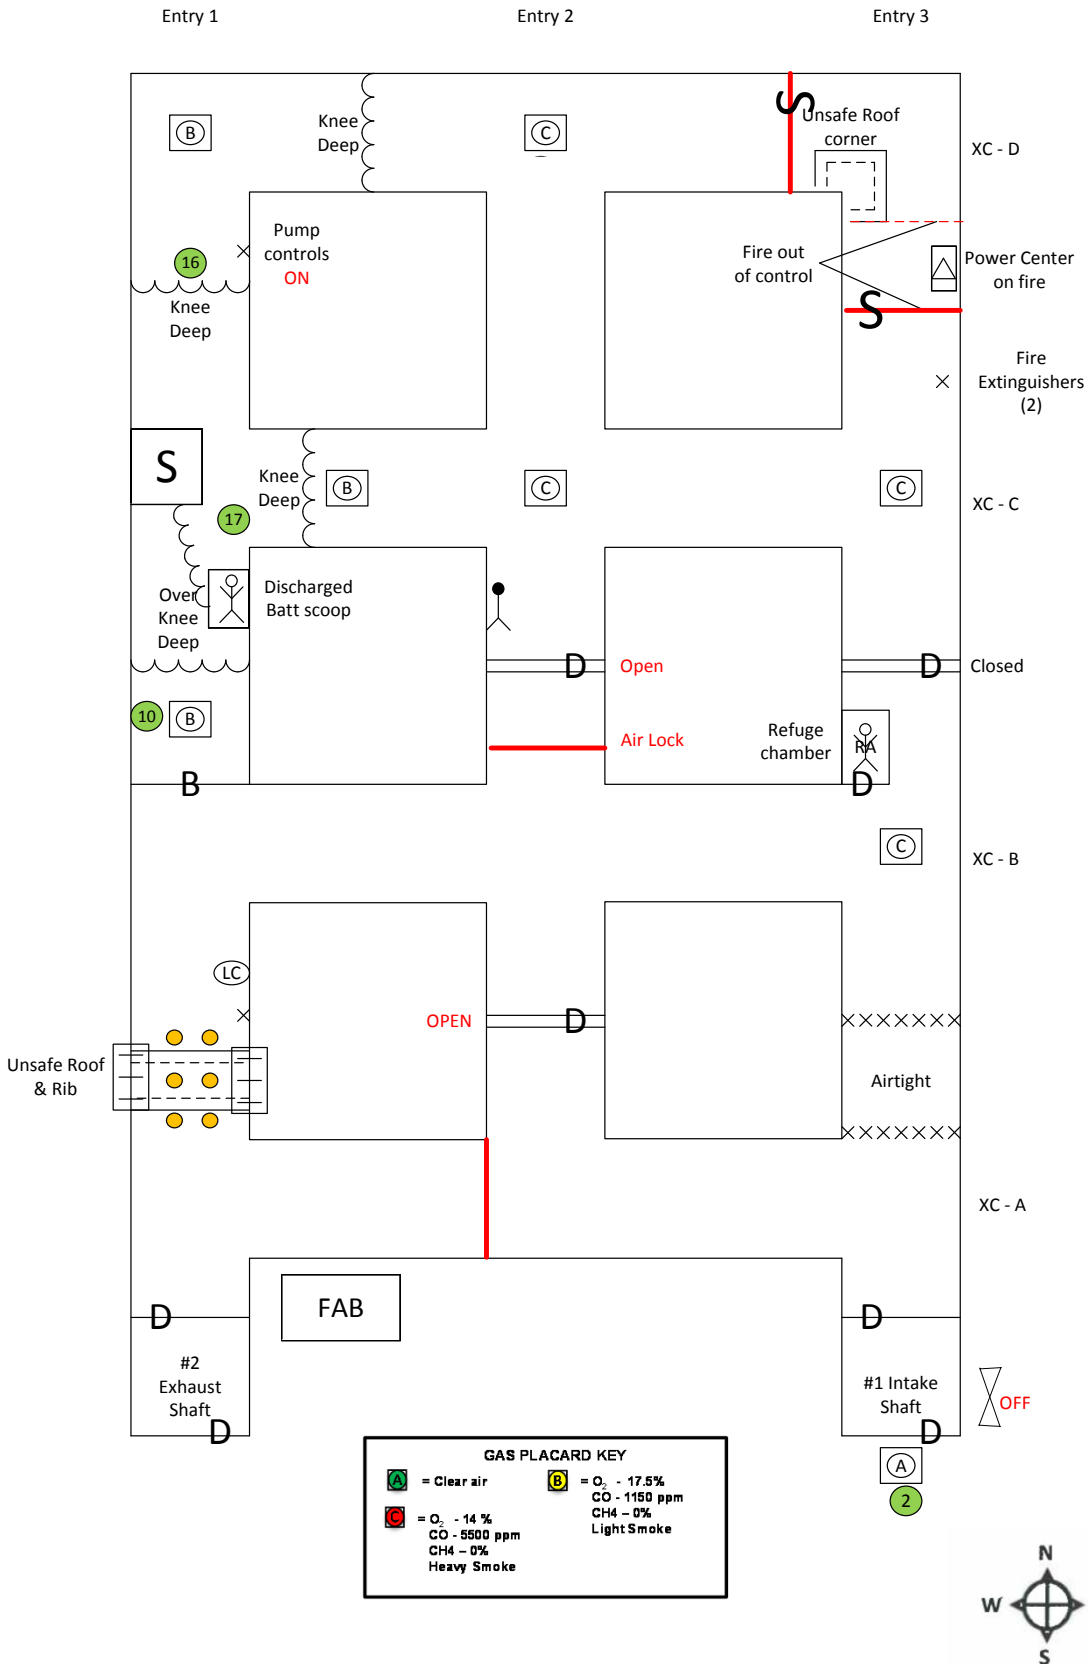 Entry 1
Entry 2
Entry 3
S
B
Knee
Deep
C
Unsafe Roof
corner
XC - D
Pump
controls
ON
16
Knee
Deep
Fire out
of control
Power Center
on fire
S
Fire
Extinguishers
(2)
S
Knee
Deep
B
C
C
XC - C
17
Over
Knee
Deep
Discharged
Batt scoop
D
Open
D
Closed
10
B
Air Lock
Refuge
chamber
RA
B
D
C
XC - B
LC
OPEN
D
Unsafe Roof
& Rib
Airtight
XC - A
D
FAB
D
#2
Exhaust
Shaft
D
#1 Intake
Shaft
OFF
D
A
2
GAS PLACARD KEY
A = Clear air
B = O2 - 17.5%
CO - 1150 ppm
CH4 – 0%
Light Smoke
C = O2 - 14 %
CO - 5500 ppm
CH4 – 0%
Heavy Smoke
N
W
E
S